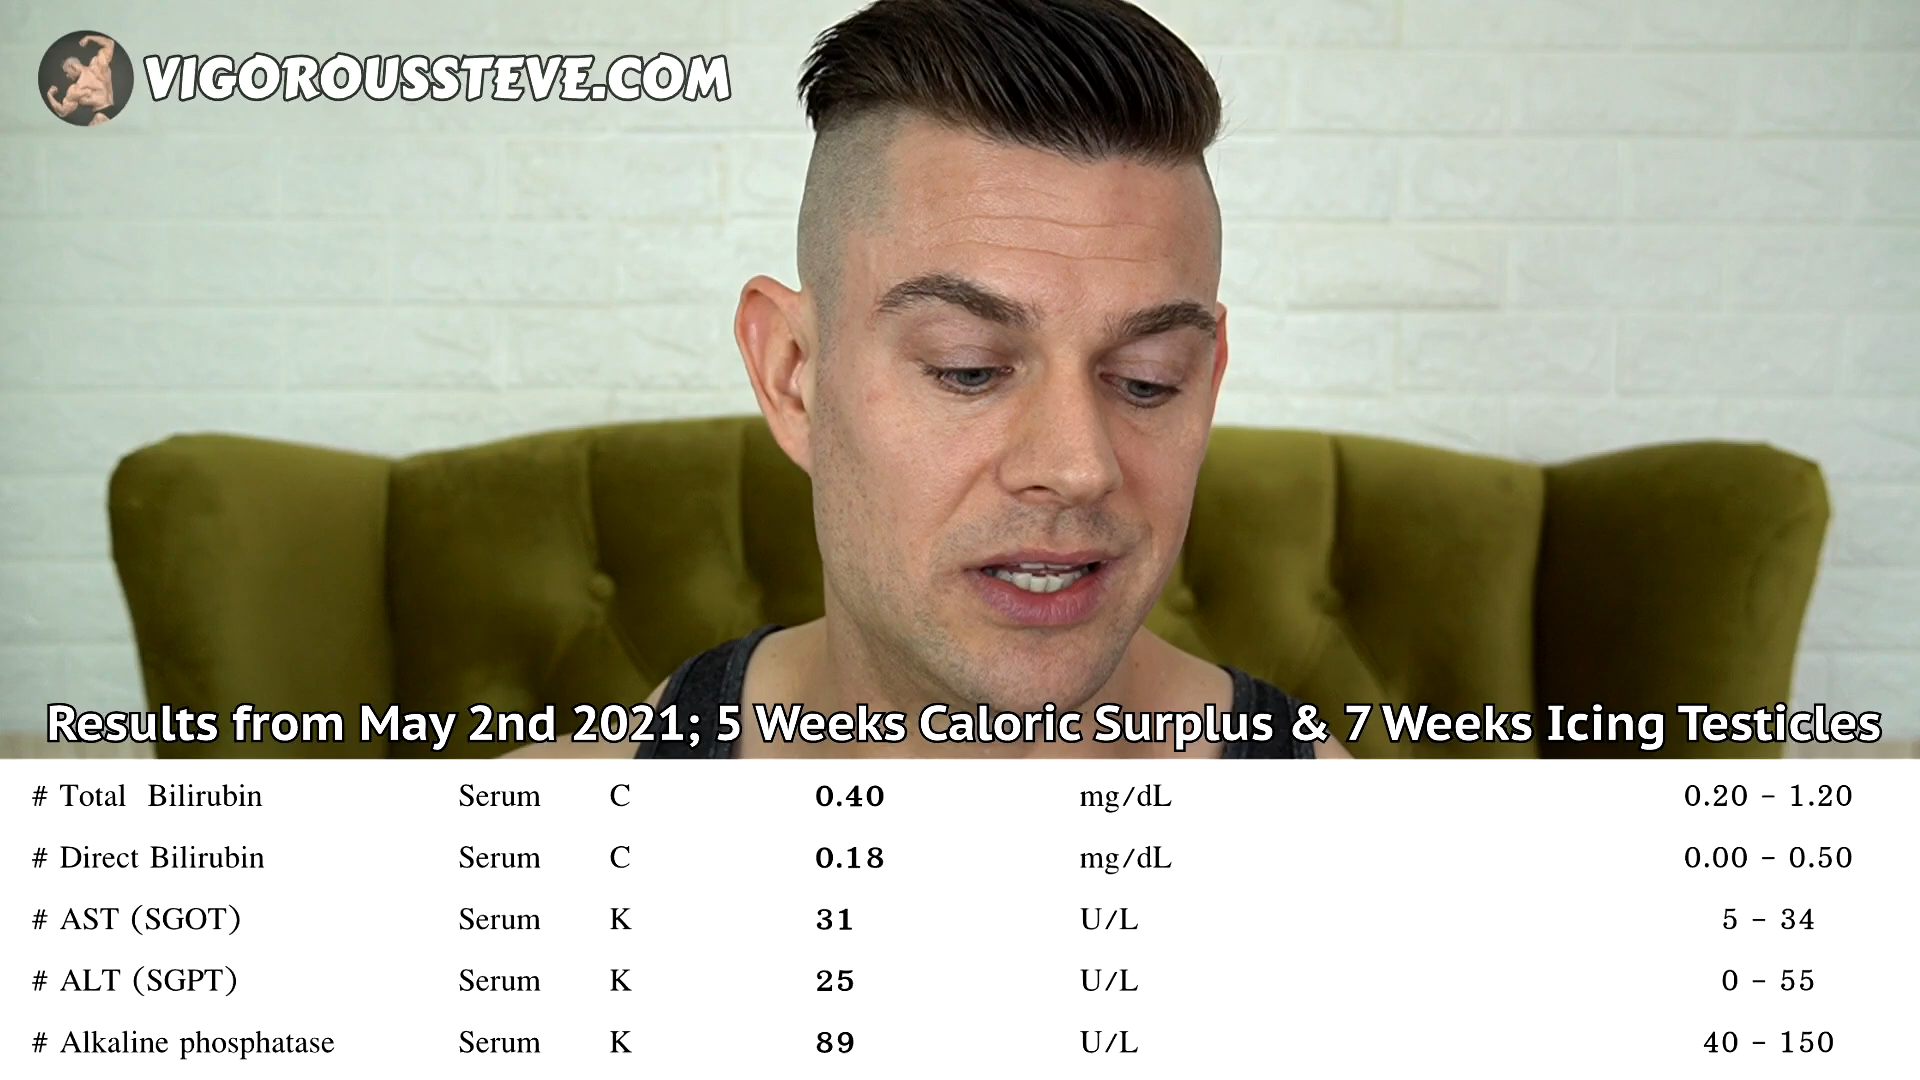 VIGOROUSSTEVE.COM
Results from May 2nd 2021; 5 Weeks Caloric Surplus & 7 Weeks Icing Testicles
# Total Bilirubin Serum C 0.40 mg/dL 0.20 - 1.20
# Direct Bilirubin Serum C 0.18 mg/dL 0.00 - 0.50
# AST (SGOT) Serum K 31 U/L 5 - 34
# ALT (SGPT) Serum K 25 U/L 0 - 55
# Alkaline phosphatase Serum K 89 U/L 40 - 150